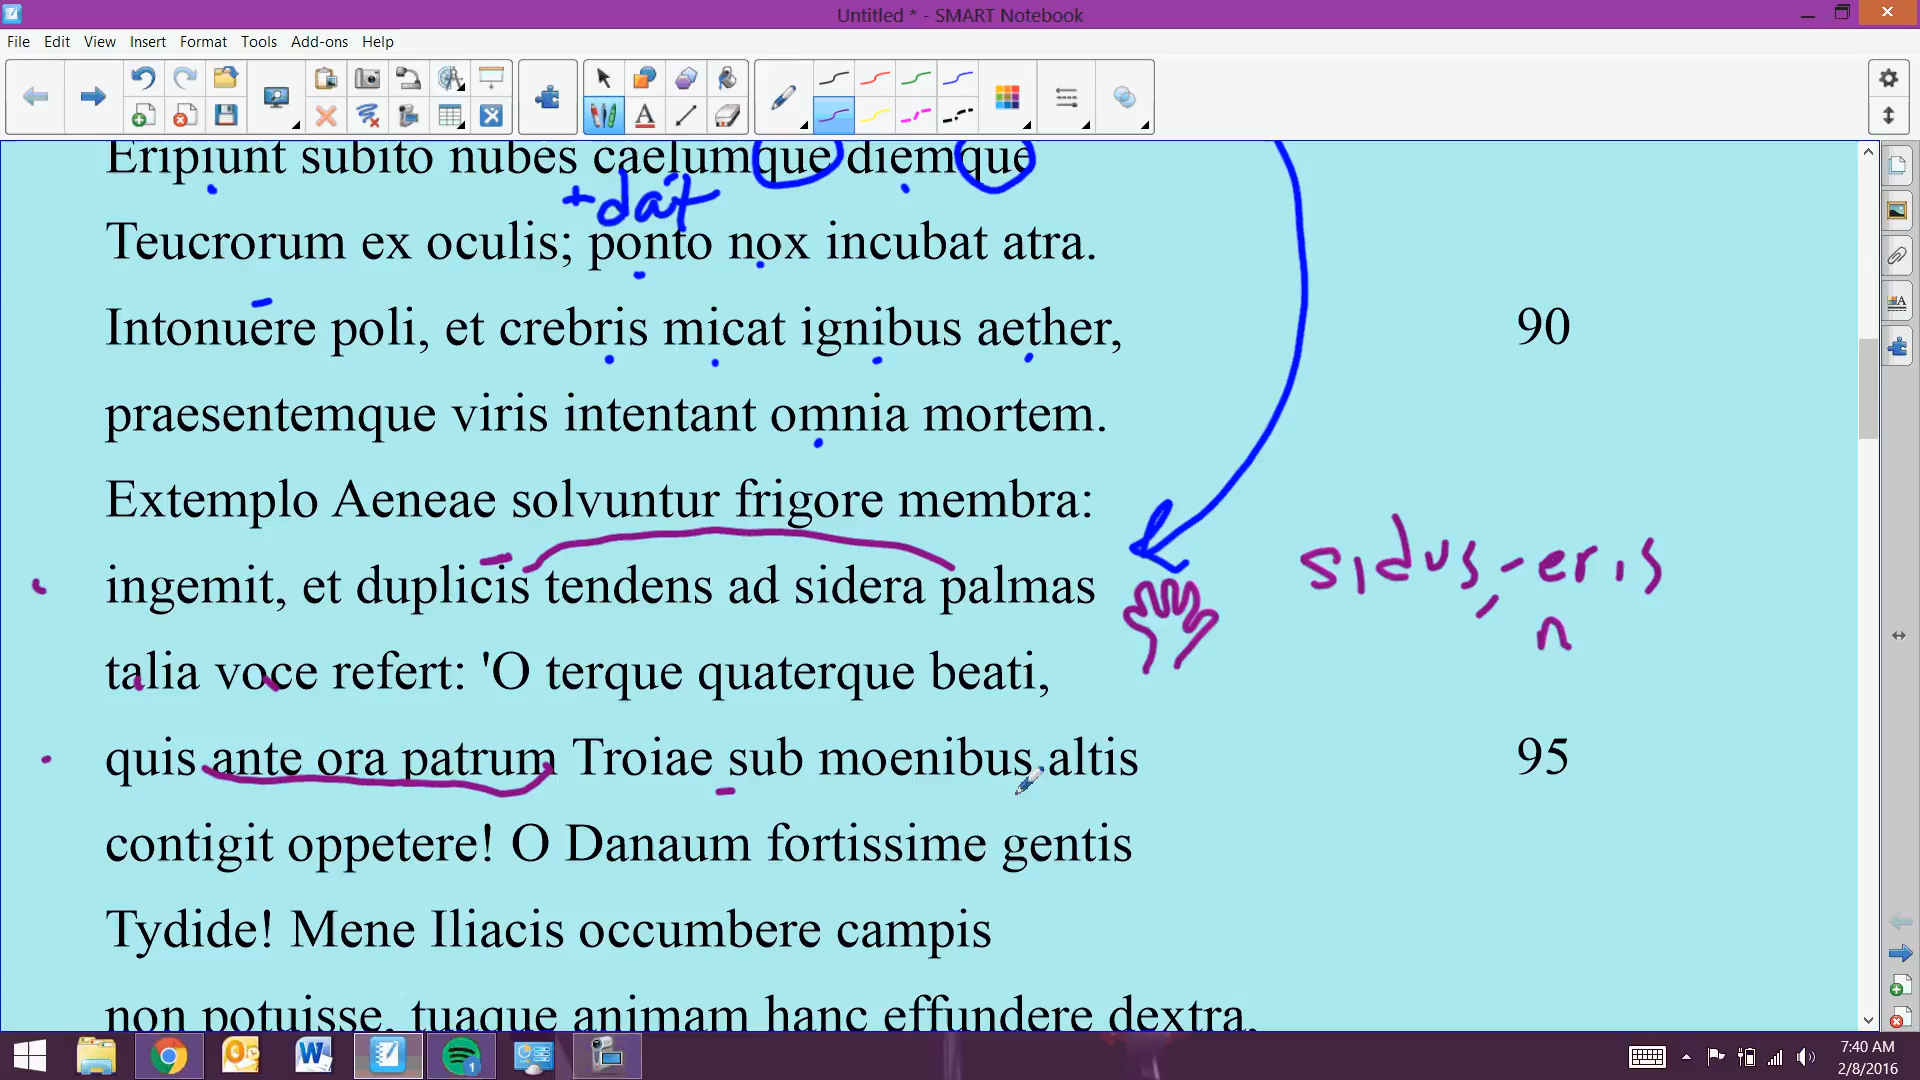 Untitled * - SMART Notebook
File Edit View Insert Format Tools Add-ons Help
Eripiunt subito nubes caelumque diemque
+dat
Teucrorum ex oculis; ponto nox incubat atra.
Intonuere poli, et crebris micat ignibus aether, 90
praesentemque viris intentant omnia mortem.
Extemplo Aeneae solvuntur frigore membra:
ingemit, et duplicis tendens ad sidera palmas
sidus, -eris
n
talia voce refert: 'O terque quaterque beati,
quis ante ora patrum Troiae sub moenibus altis 95
contigit oppetere! O Danaum fortissime gentis
Tydide! Mene Iliacis occumbere campis
non potuisse, tuaque animam hanc effundere dextra,
7:40 AM
2/8/2016